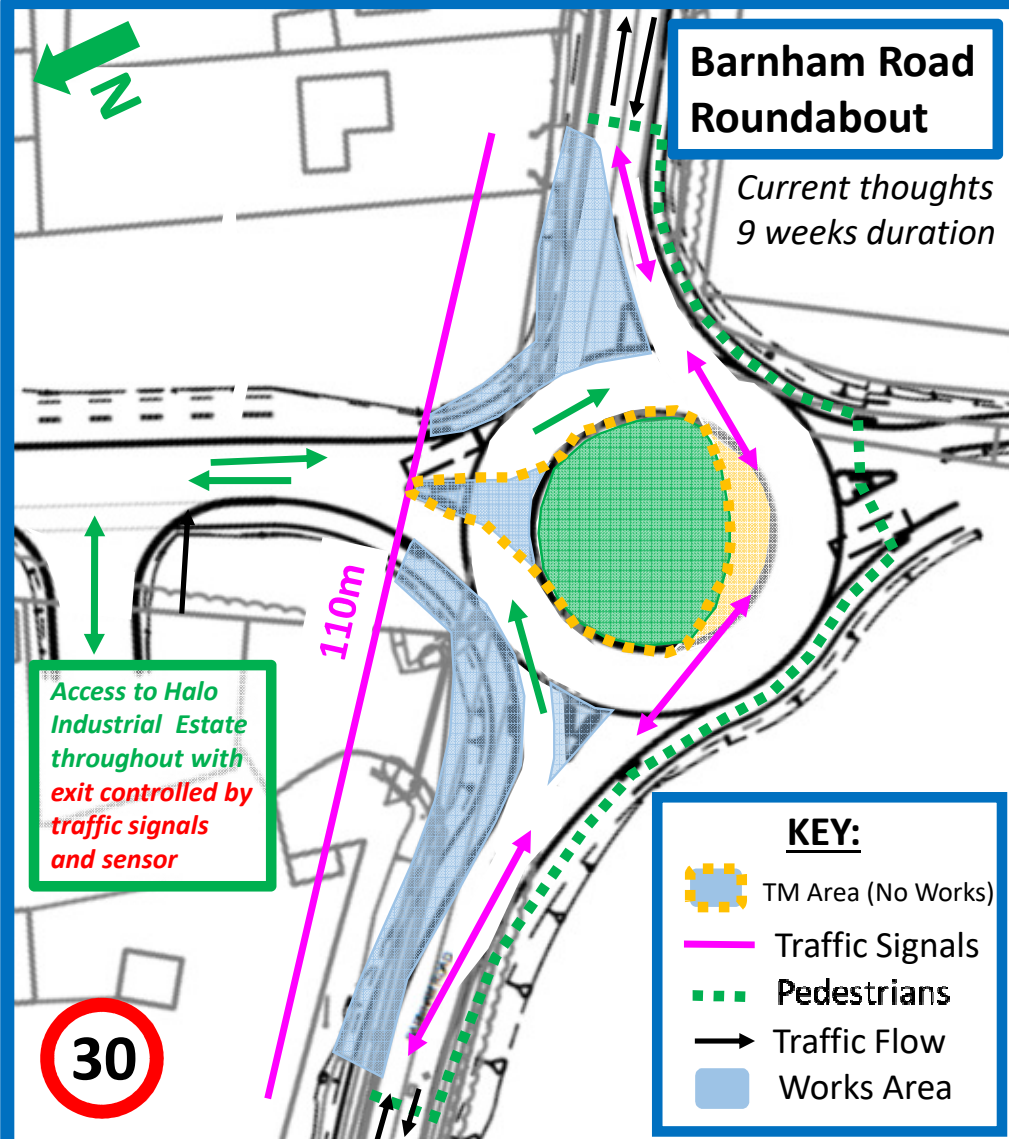 N
Barnham Road
Roundabout
Current thoughts
9 weeks duration
110m
Access to Halo
Industrial Estate
throughout with
exit controlled by
traffic signals
and sensor
30
KEY:
TM Area (No Works)
Traffic Signals
Pedestrians
Traffic Flow
Works Area